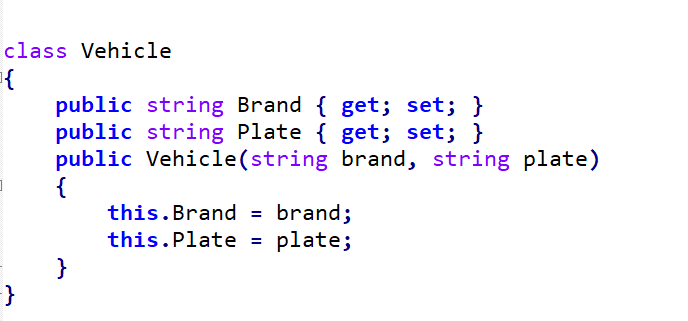 class Vehicle
{
    public string Brand { get; set; }
    public string Plate { get; set; }
    public Vehicle(string brand, string plate)
    {
        this.Brand = brand;
        this.Plate = plate;
    }
}